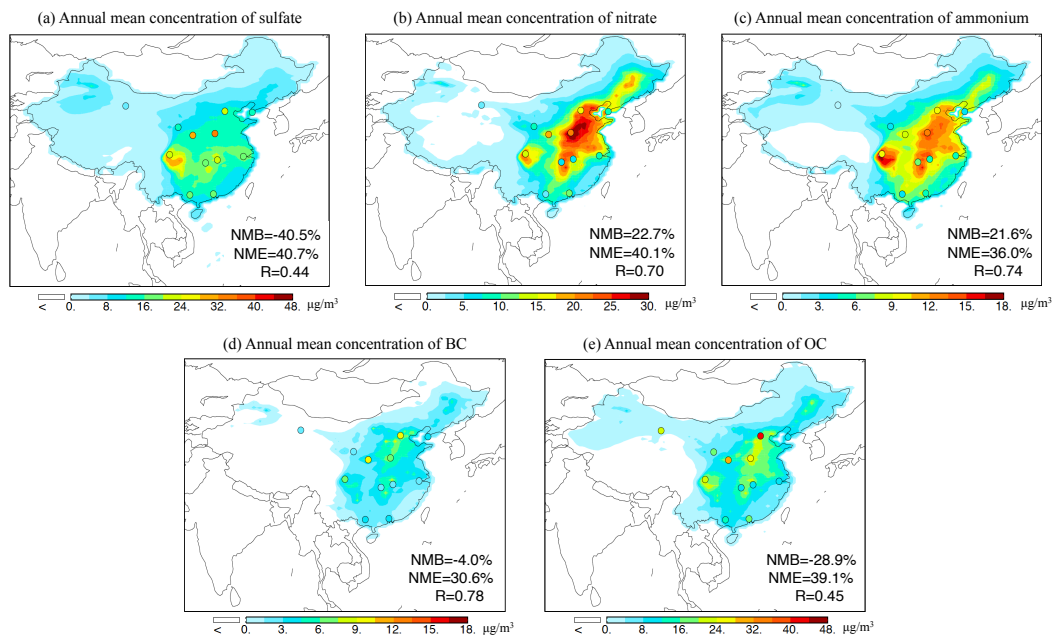 (a) Annual mean concentration of sulfate
(b) Annual mean concentration of nitrate
(c) Annual mean concentration of ammonium
NMB=-40.5%
NME=40.7%
R=0.44
NMB=22.7%
NME=40.1%
R=0.70
NMB=21.6%
NME=36.0%
R=0.74
< 0. 8. 16. 24. 32. 40. 48. µg/m³
< 0. 5. 10. 15. 20. 25. 30. µg/m³
< 0. 3. 6. 9. 12. 15. 18. µg/m³
(d) Annual mean concentration of BC
(e) Annual mean concentration of OC
NMB=-4.0%
NME=30.6%
R=0.78
NMB=-28.9%
NME=39.1%
R=0.45
< 0. 3. 6. 9. 12. 15. 18. µg/m³
< 0. 8. 16. 24. 32. 40. 48. µg/m³